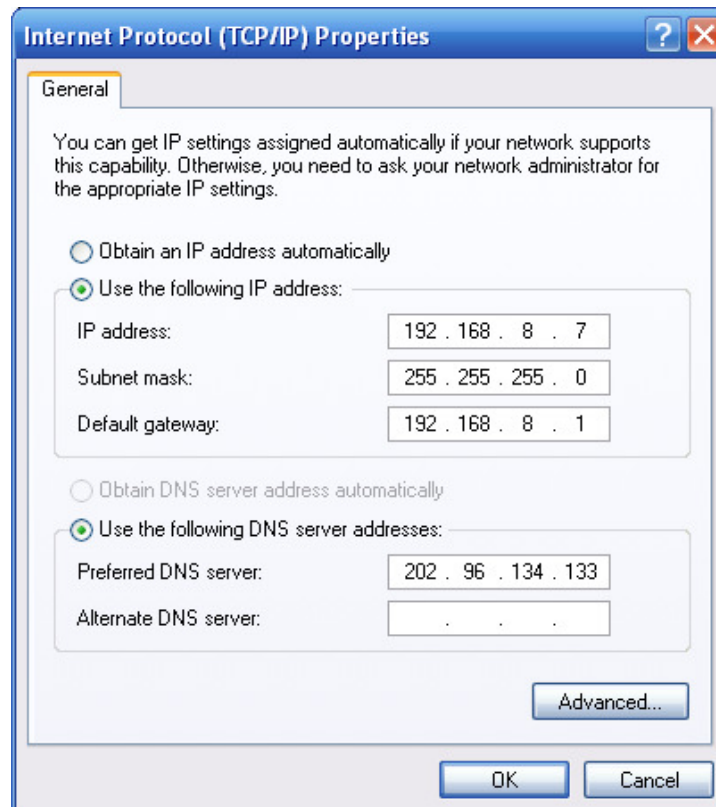 Internet Protocol (TCP/IP) Properties
General
You can get IP settings assigned automatically if your network supports
this capability. Otherwise, you need to ask your network administrator for
the appropriate IP settings.
Obtain an IP address automatically
Use the following IP address:
IP address: 192 . 168 . 8 . 7
Subnet mask: 255 . 255 . 255 . 0
Default gateway: 192 . 168 . 8 . 1
Obtain DNS server address automatically
Use the following DNS server addresses:
Preferred DNS server: 202 . 96 . 134 . 133
Alternate DNS server: . . .
Advanced...
OK Cancel